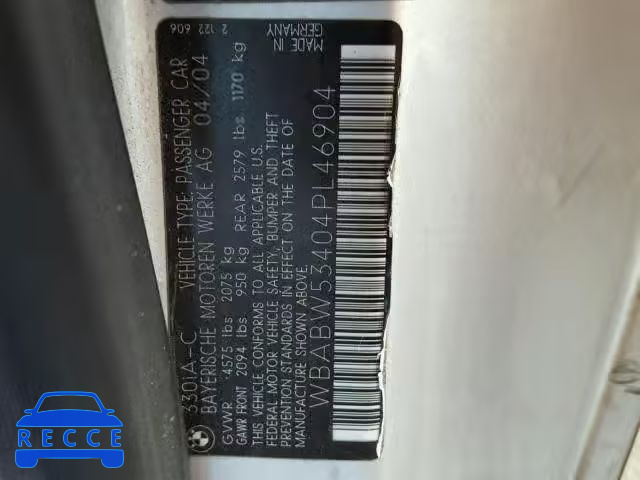 330iA-C VEHICLE TYPE: PASSENGER CAR 2 122 606
BAYERISCHE MOTOREN WERKE AG 04/04
GVWR 4575 lbs 2075 kg
GAWR FRONT 2094 lbs 950 kg REAR 2579 lbs 1170 kg
THIS VEHICLE CONFORMS TO ALL APPLICABLE U.S.
FEDERAL MOTOR VEHICLE SAFETY, BUMPER AND THEFT
PREVENTION STANDARDS IN EFFECT ON THE DATE OF
MANUFACTURE SHOWN ABOVE.
MADE IN
GERMANY
WBABW53404PL46904
BMW
RECCE